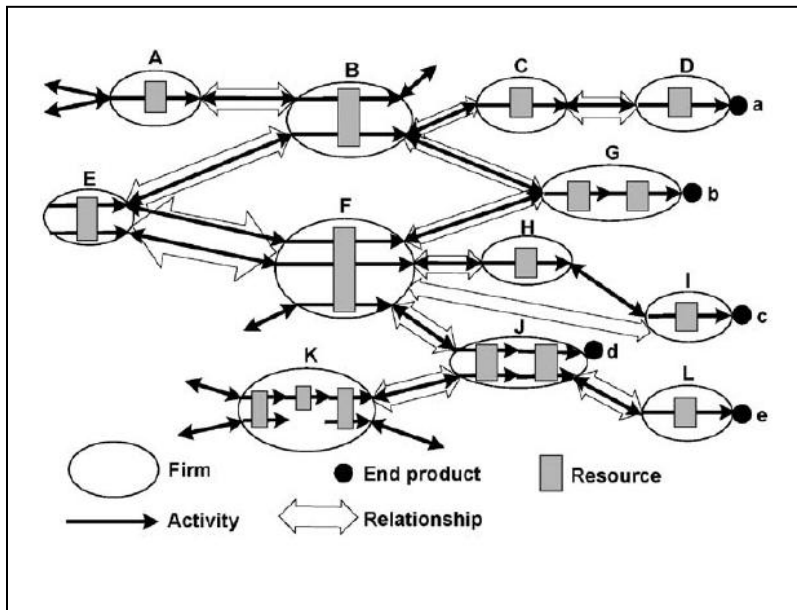 A
B
C
D
a
E
G
b
F
H
I
c
J
d
K
L
e
Firm
End product
Resource
Activity
Relationship